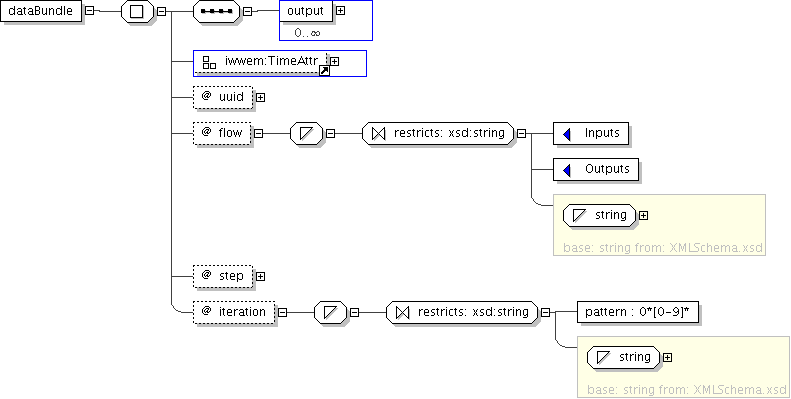 dataBundle
output
0..∞
iwwem:TimeAttr
@ uuid
@ flow
restricts: xsd:string
Inputs
Outputs
string
base: string from: XMLSchema.xsd
@ step
@ iteration
restricts: xsd:string
pattern : 0*[0-9]*
string
base: string from: XMLSchema.xsd